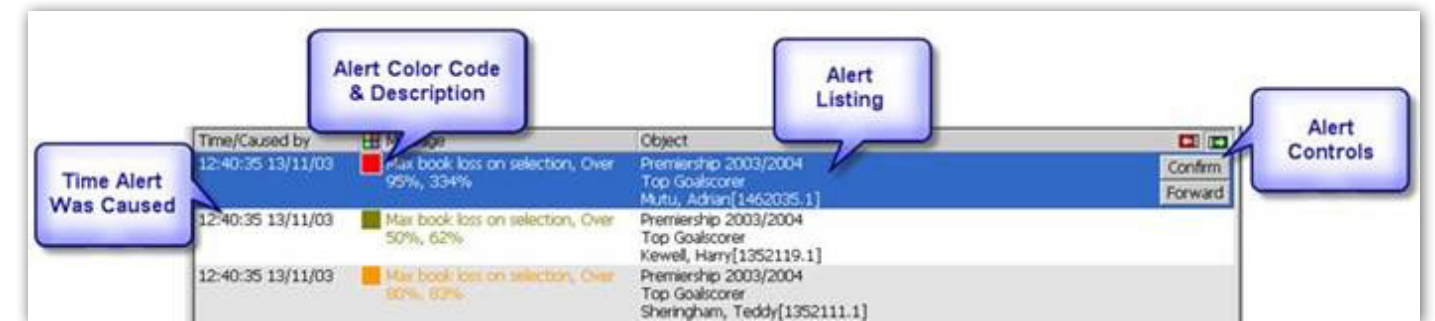 Alert Color Code
& Description
Alert
Listing
Alert
Controls
Time Alert
Was Caused
Time/Caused by Object
12:40:35 13/11/03 Max book loss on selection, Over Premiership 2003/2004 Confirm
95%, 334% Top Goalscorer
Mutu, Adrian[1462035.1] Forward
12:40:35 13/11/03 Max book loss on selection, Over Premiership 2003/2004
50%, 62% Top Goalscorer
Kewell, Harry[1352119.1]
12:40:35 13/11/03 Max book loss on selection, Over Premiership 2003/2004
80%, 83% Top Goalscorer
Sheringham, Teddy[1352111.1]